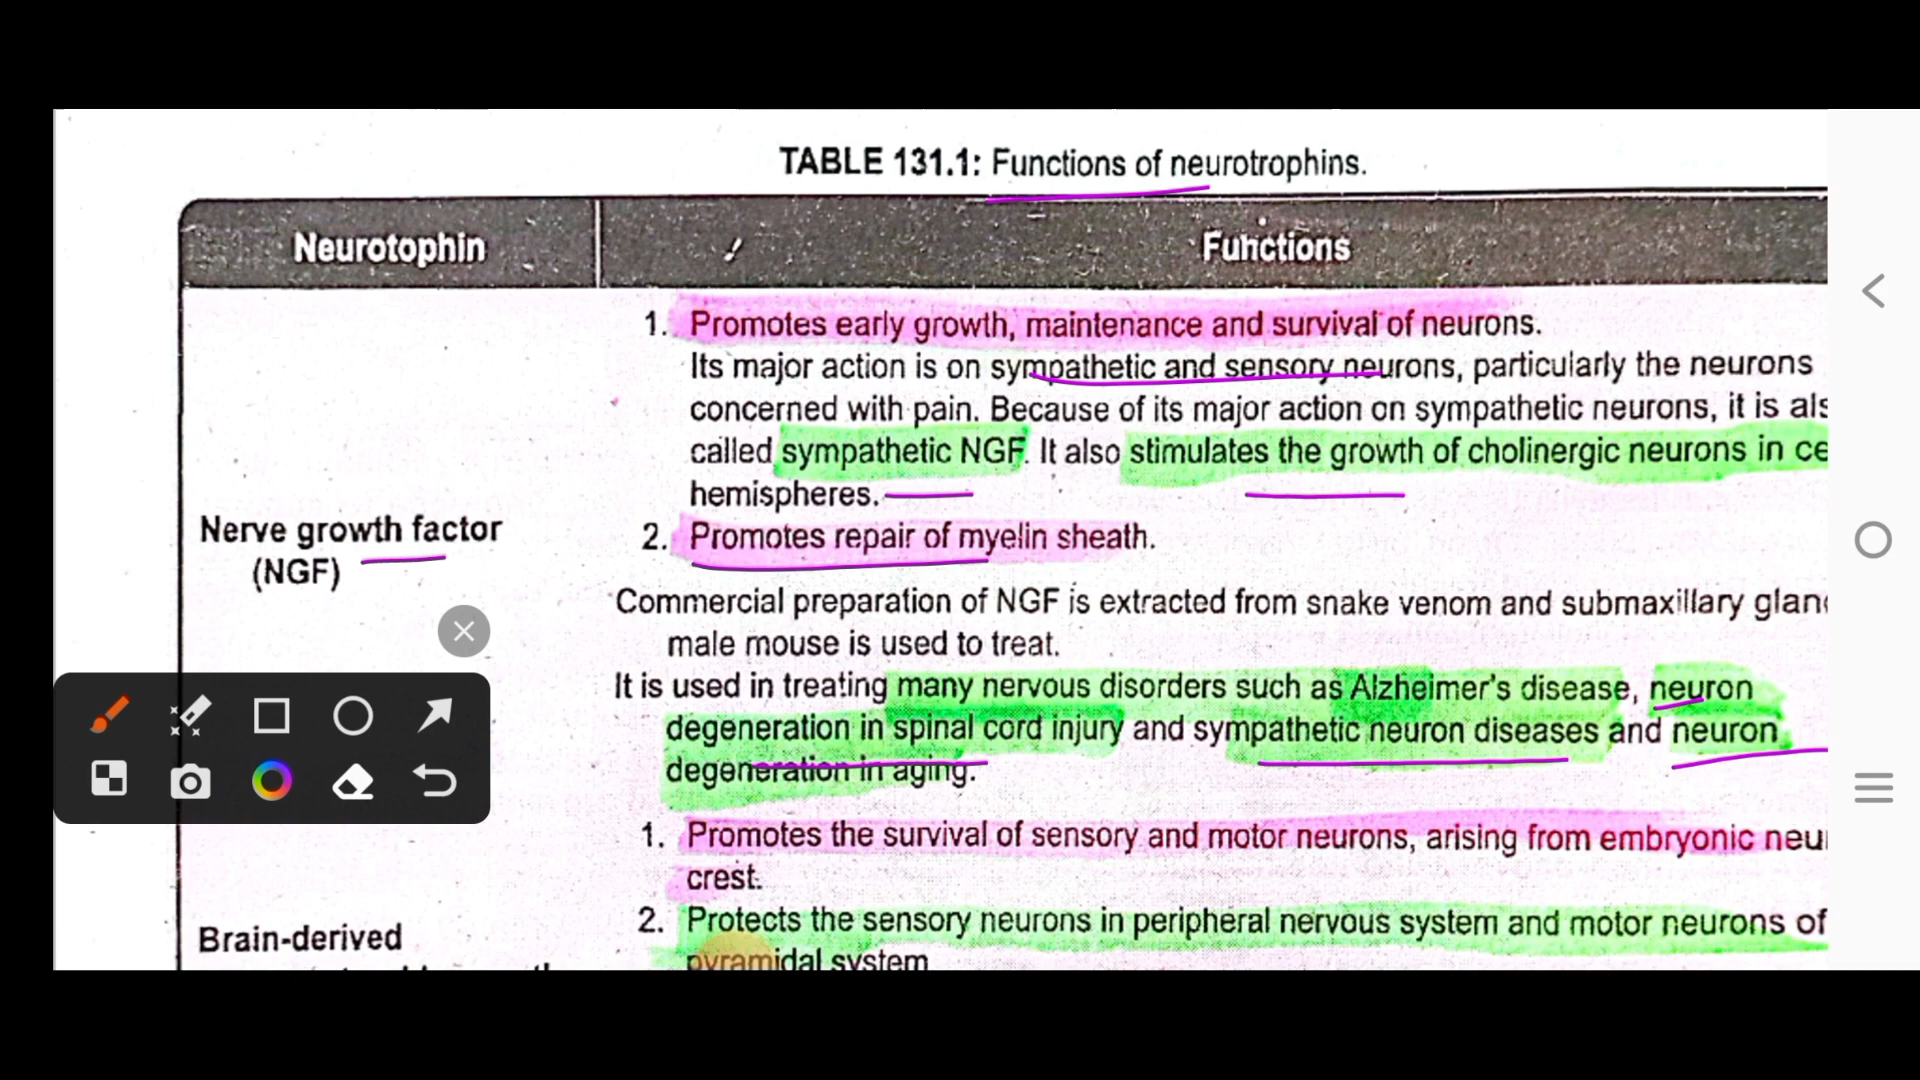 TABLE 131.1: Functions of neurotrophins.
Neurotophin
Functions
1. Promotes early growth, maintenance and survival of neurons.
Its major action is on sympathetic and sensory neurons, particularly the neurons
concerned with pain. Because of its major action on sympathetic neurons, it is als
called sympathetic NGF. It also stimulates the growth of cholinergic neurons in ce
hemispheres.
Nerve growth factor
(NGF)
2. Promotes repair of myelin sheath.
Commercial preparation of NGF is extracted from snake venom and submaxillary glan
male mouse is used to treat.
It is used in treating many nervous disorders such as Alzheimer's disease, neuron
degeneration in spinal cord injury and sympathetic neuron diseases and neuron
degeneration in aging.
1. Promotes the survival of sensory and motor neurons, arising from embryonic neu
crest.
2. Protects the sensory neurons in peripheral nervous system and motor neurons of
pyramidal system
Brain-derived